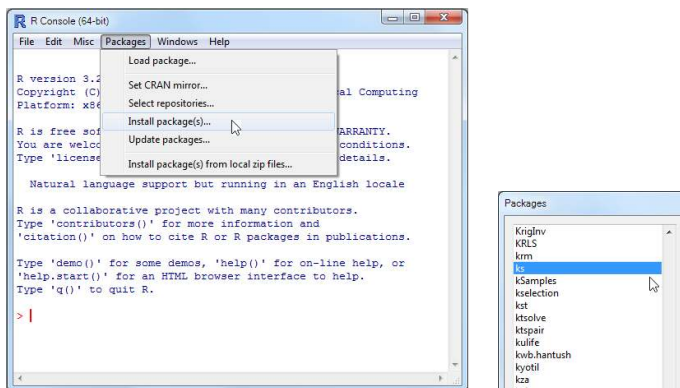 R Console (64-bit)
File Edit Misc Packages Windows Help
Load package...
Set CRAN mirror...
Select repositories...
Install package(s)...
Update packages...
Install package(s) from local zip files...
R version 3.2
Copyright (C) al Computing
Platform: x86
R is free sof ARRANTY.
You are welco conditions.
Type 'license details.
Natural language support but running in an English locale
R is a collaborative project with many contributors.
Type 'contributors()' for more information and
'citation()' on how to cite R or R packages in publications.
Type 'demo()' for some demos, 'help()' for on-line help, or
'help.start()' for an HTML browser interface to help.
Type 'q()' to quit R.
>
Packages
KrigInv
KRLS
krm
ks
kSamples
kselection
kst
ktsolve
ktspair
kulife
kwb.hantush
kyotil
kza